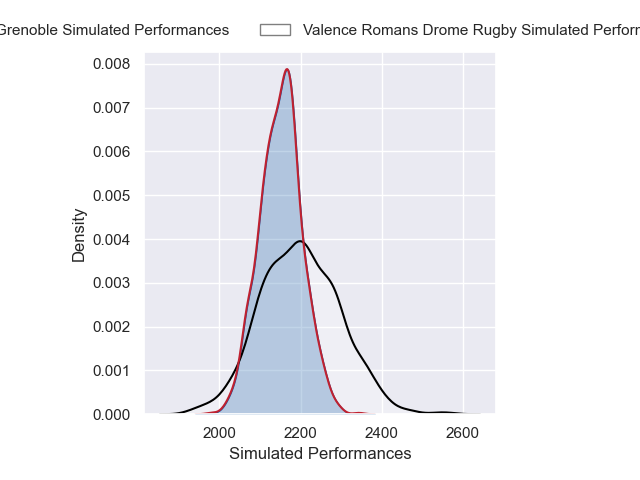 Grenoble Simulated Performances
Valence Romans Drome Rugby Simulated
0.008
0.007
0.006
0.005
0.004
0.003
0.002
0.001
0.000
Density
2000 2200 2400 2600
Simulated Performances